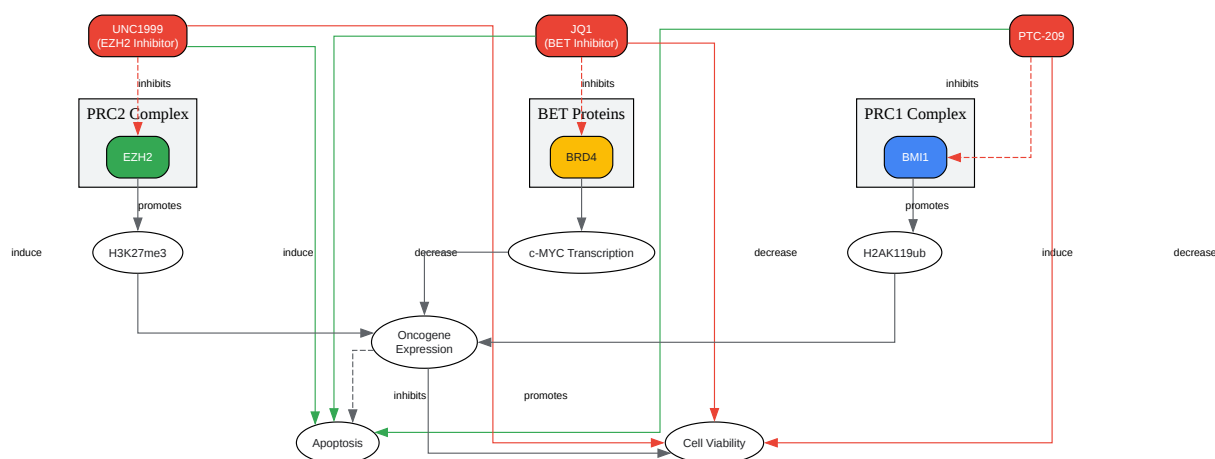 UNC1999
(EZH2 Inhibitor)
JQ1
(BET Inhibitor)
PTC-209
inhibits
inhibits
inhibits
PRC2 Complex
BET Proteins
PRC1 Complex
EZH2
BRD4
BMI1
promotes
promotes
induce
H3K27me3
induce
decrease
c-MYC Transcription
decrease
H2AK119ub
induce
decrease
Oncogene
Expression
inhibits
promotes
Apoptosis
Cell Viability